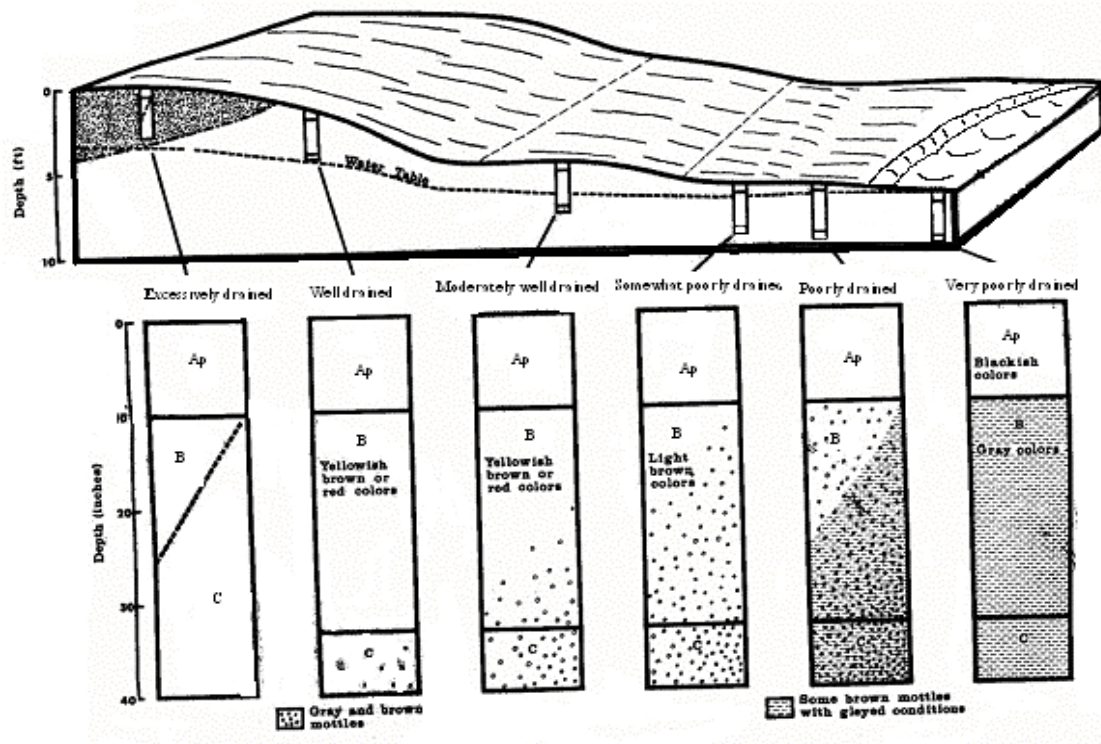 0
5
10
Depth (ft)
Water Table
Excessively drained
Well drained
Moderately well drained
Somewhat poorly drained
Poorly drained
Very poorly drained
0
10
20
30
40
Depth (inches)
Ap
B
C
Ap
B
Yellowish
brown or
red colors
C
Ap
B
Yellowish
brown or
red colors
C
Ap
B
Light
brown
colors
C
Ap
B
C
Ap
Blackish
colors
B
Gray colors
C
Gray and brown
mottles
Some brown mottles
with gleyed conditions